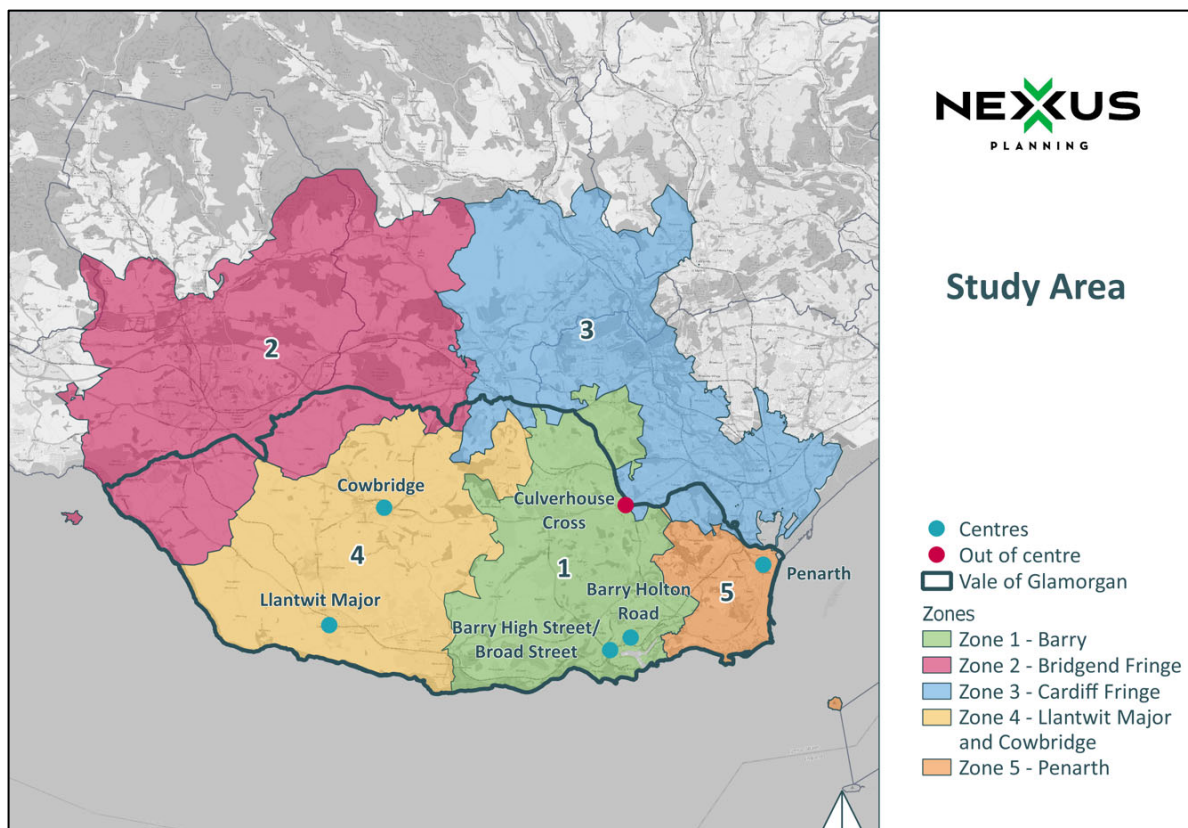 NEXUS
PLANNING
Study Area
2
3
Cowbridge
Culverhouse
Cross
4
1
5
Penarth
Llantwit Major
Barry Holton
Road
Barry High Street/
Broad Street
Centres
Out of centre
Vale of Glamorgan
Zones
Zone 1 - Barry
Zone 2 - Bridgend Fringe
Zone 3 - Cardiff Fringe
Zone 4 - Llantwit Major
and Cowbridge
Zone 5 - Penarth